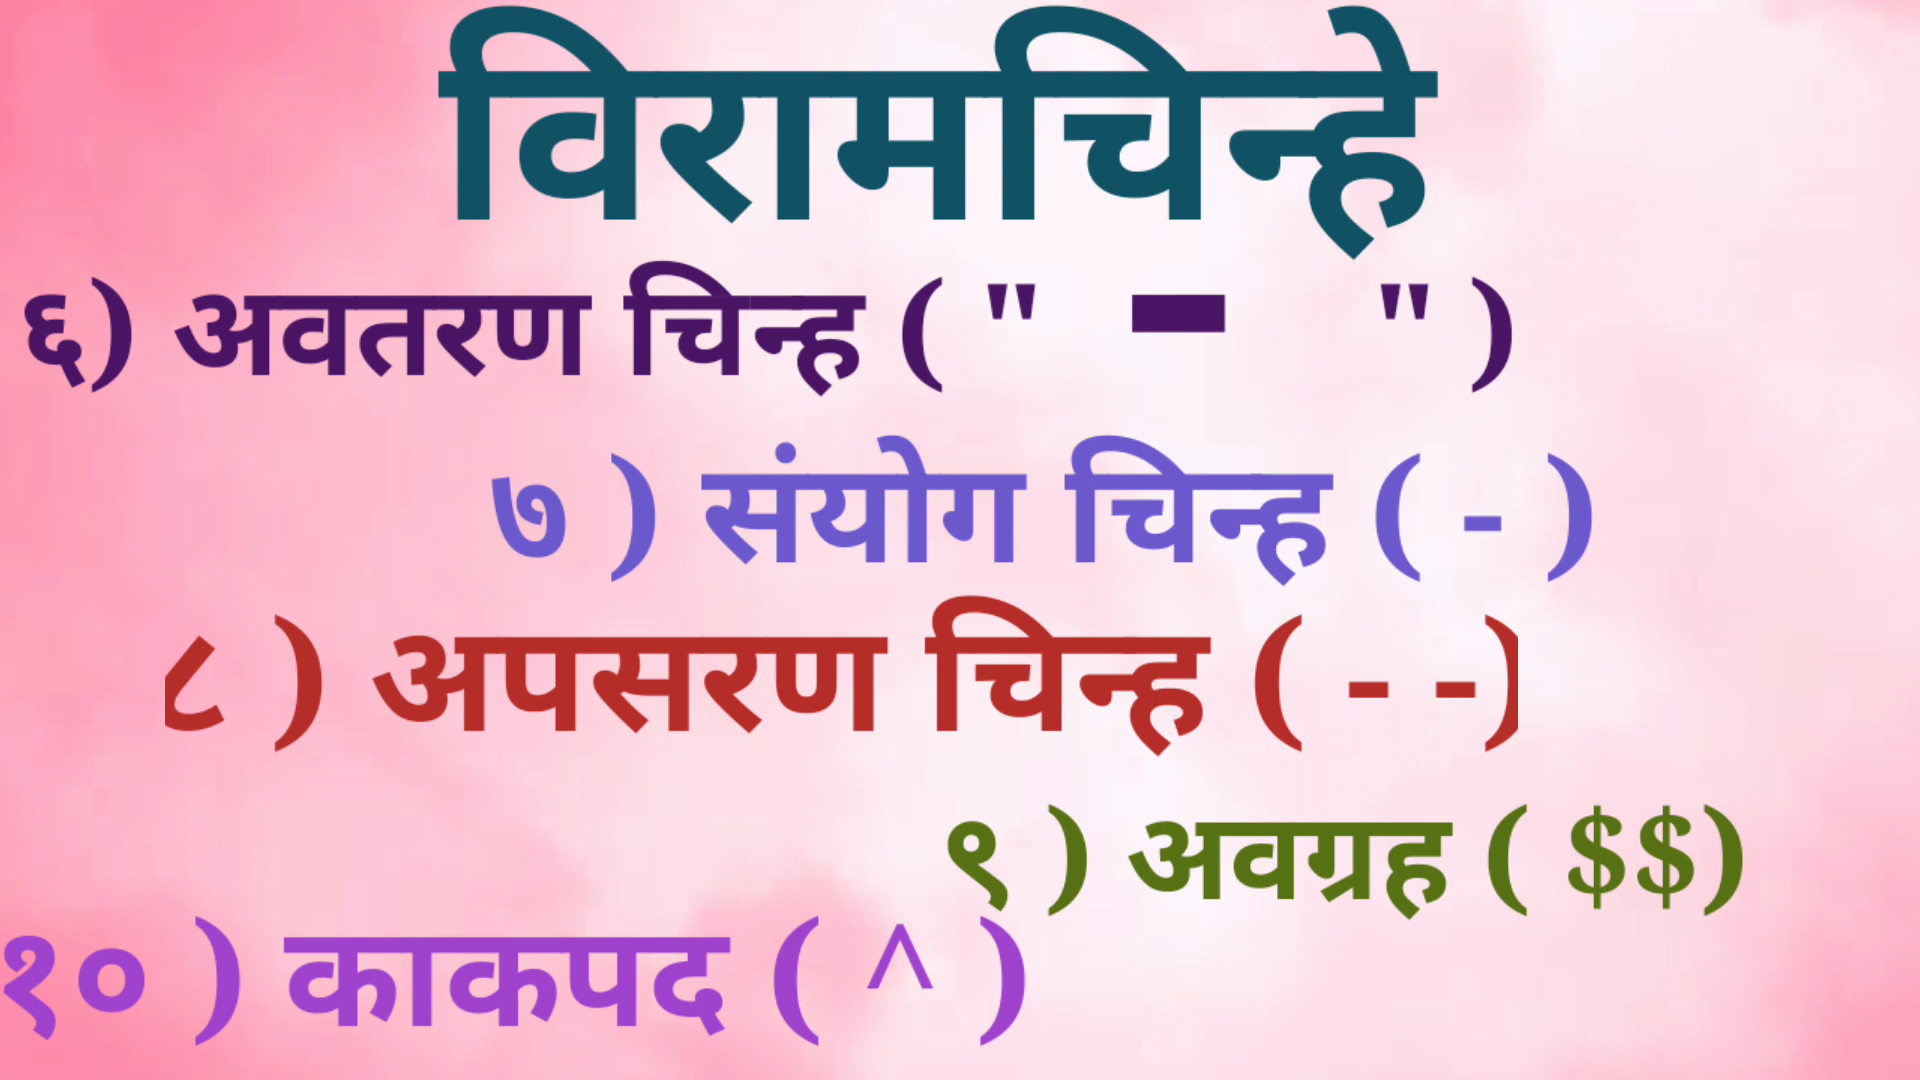 विरामचिन्हे
६) अवतरण चिन्ह ( " - " )
७ ) संयोग चिन्ह ( - )
८ ) अपसरण चिन्ह ( - -)
९ ) अवग्रह ( $$)
१० ) काकपद ( ^ )